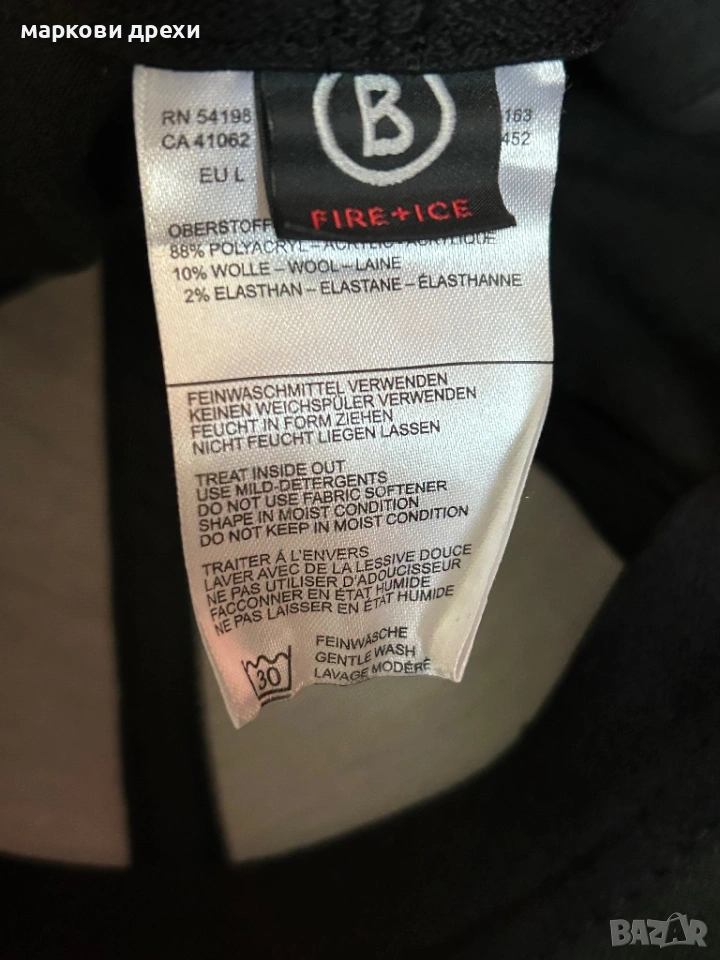 маркови дрехи
RN 54198
163
CA 41062
452
EU L
B
FIRE+ICE
OBERSTOFF
88% POLYACRYL – ACRYLIC – ACRYLIQUE
10% WOLLE – WOOL – LAINE
2% ELASTHAN – ELASTANE – ÉLASTHANNE
FEINWASCHMITTEL VERWENDEN
KEINEN WEICHSPÜLER VERWENDEN
FEUCHT IN FORM ZIEHEN
NICHT FEUCHT LIEGEN LASSEN
TREAT INSIDE OUT
USE MILD-DETERGENTS
DO NOT USE FABRIC SOFTENER
SHAPE IN MOIST CONDITION
DO NOT KEEP IN MOIST CONDITION
TRAITER Á L'ENVERS
LAVER AVEC DE LA LESSIVE DOUCE
NE PAS UTILISER D'ADOUCISSEUR
FACCONNER EN ÉTAT HUMIDE
NE PAS LAISSER EN ÉTAT HUMIDE
30
FEINWÄSCHE
GENTLE WASH
LAVAGE MODÉRÉ
BAZAR